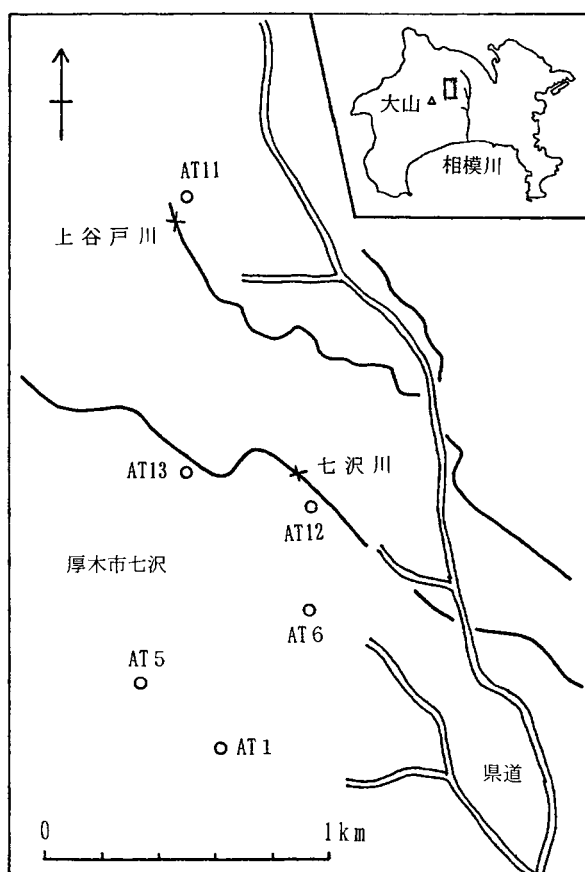 大山
相模川
AT11
上谷戸川
七沢川
AT13
AT12
厚木市七沢
AT6
AT5
AT1
県道
0 1km